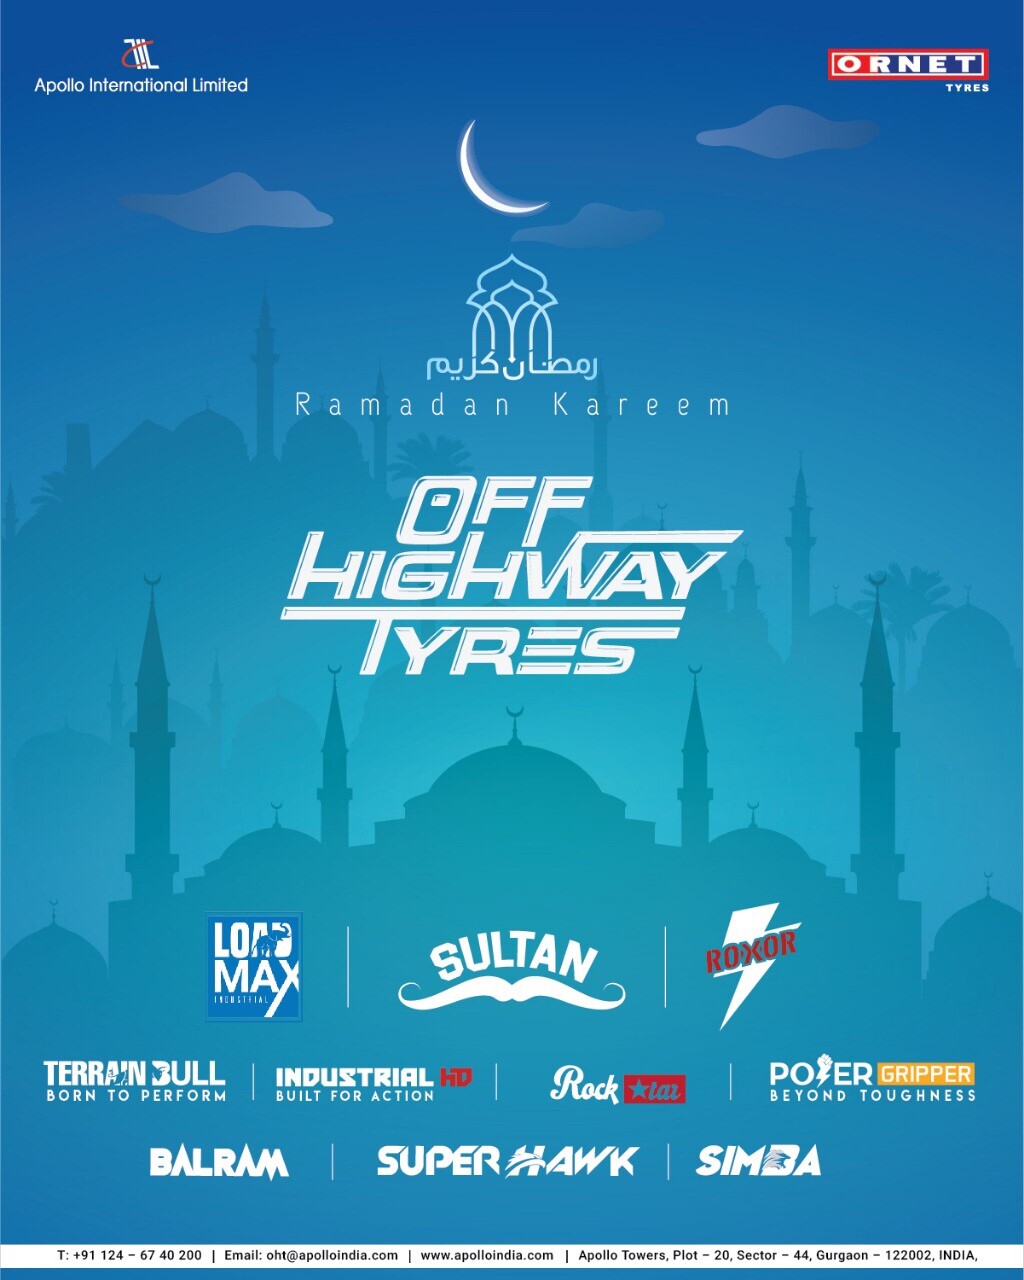 Apollo International Limited
ORNET
TYRES
رمضان كريم
Ramadan Kareem
OFF
HIGHWAY
TYRES
LOAD
MAX
INDUSTRIAL
SULTAN
ROXOR
TERRAIN BULL
BORN TO PERFORM
INDUSTRIAL HD
BUILT FOR ACTION
Rock Star
POWER GRIPPER
BEYOND TOUGHNESS
BALRAM
SUPER HAWK
SIMBA
T: +91 124 – 67 40 200 | Email: oht@apolloindia.com | www.apolloindia.com | Apollo Towers, Plot – 20, Sector – 44, Gurgaon – 122002, INDIA,